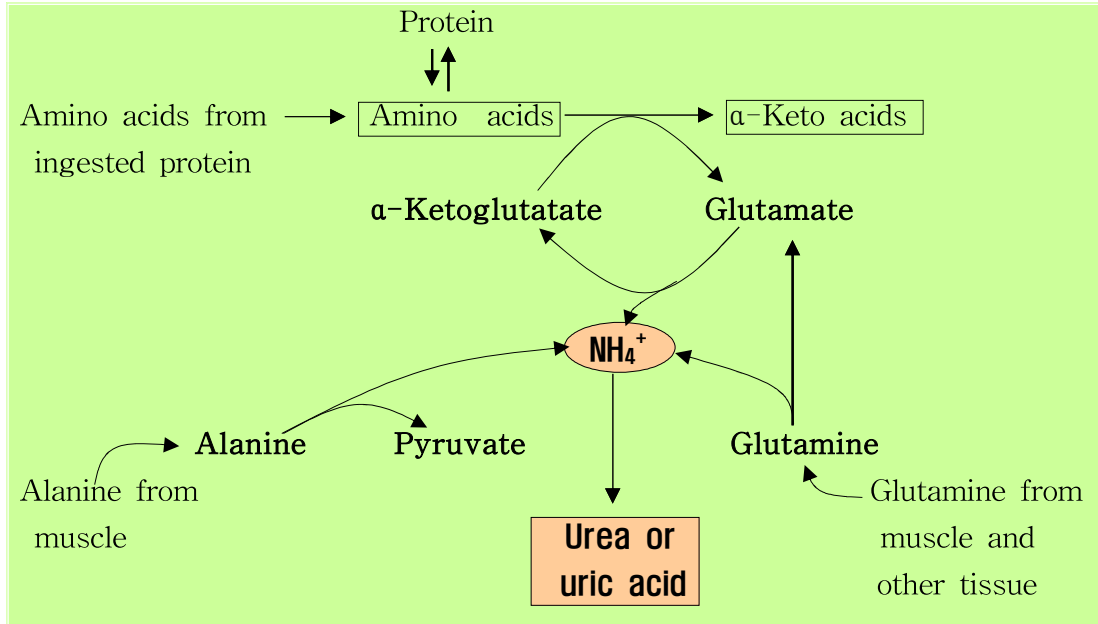 Protein
Amino acids from
ingested protein
Amino acids
α-Keto acids
α-Ketoglutatate
Glutamate
NH₄⁺
Alanine
Pyruvate
Glutamine
Alanine from
muscle
Glutamine from
muscle and
other tissue
Urea or
uric acid